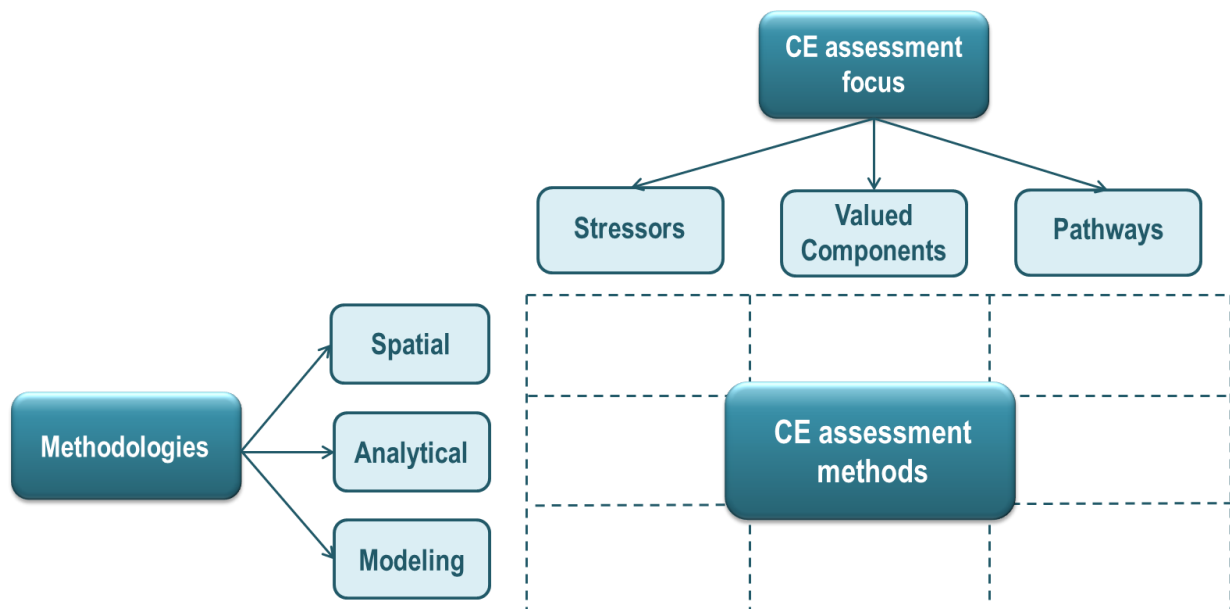 CE assessment
focus
Stressors
Valued
Components
Pathways
Spatial
Methodologies
Analytical
Modeling
CE assessment
methods